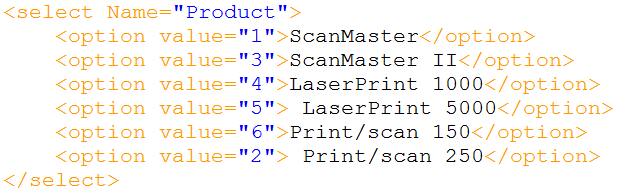 <select Name="Product">
    <option value="1">ScanMaster</option>
    <option value="3">ScanMaster II</option>
    <option value="4">LaserPrint 1000</option>
    <option value="5"> LaserPrint 5000</option>
    <option value="6">Print/scan 150</option>
    <option value="2"> Print/scan 250</option>
</select>